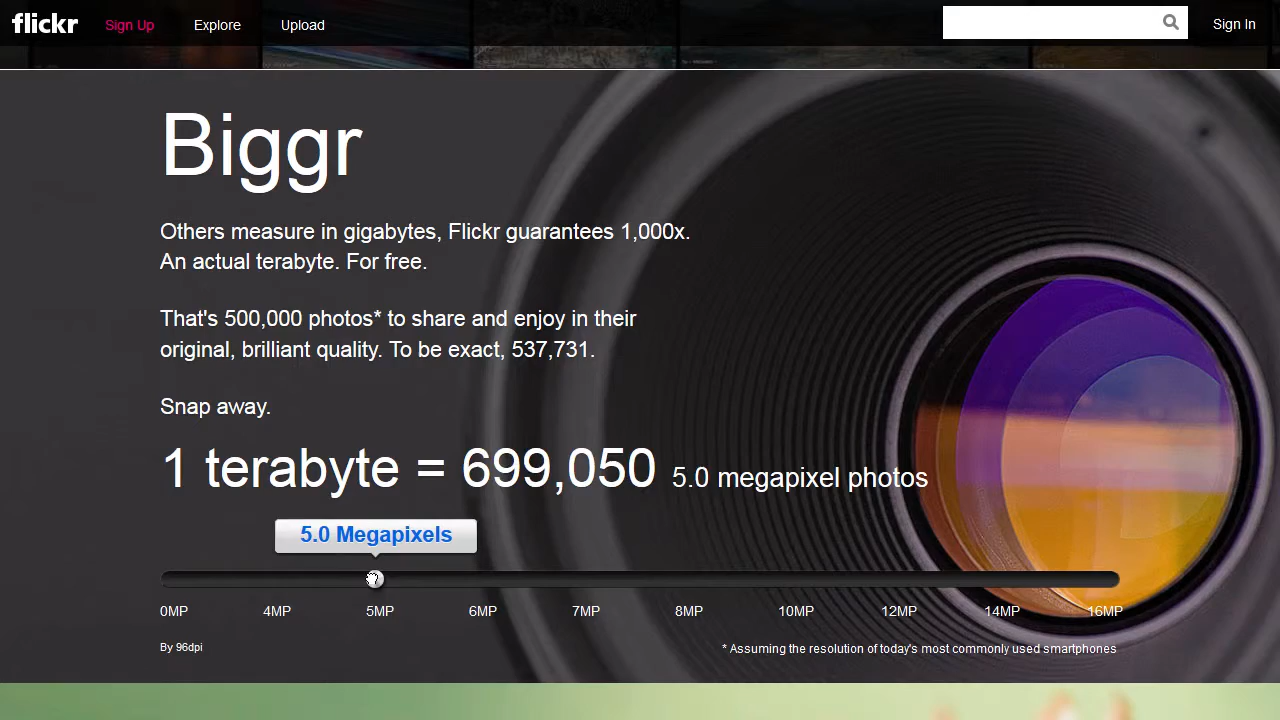 flickr Sign Up Explore Upload Sign In
Biggr
Others measure in gigabytes, Flickr guarantees 1,000x.
An actual terabyte. For free.
That's 500,000 photos* to share and enjoy in their
original, brilliant quality. To be exact, 537,731.
Snap away.
1 terabyte = 699,050 5.0 megapixel photos
5.0 Megapixels
0MP 4MP 5MP 6MP 7MP 8MP 10MP 12MP 14MP 16MP
By 96dpi * Assuming the resolution of today's most commonly used smartphones